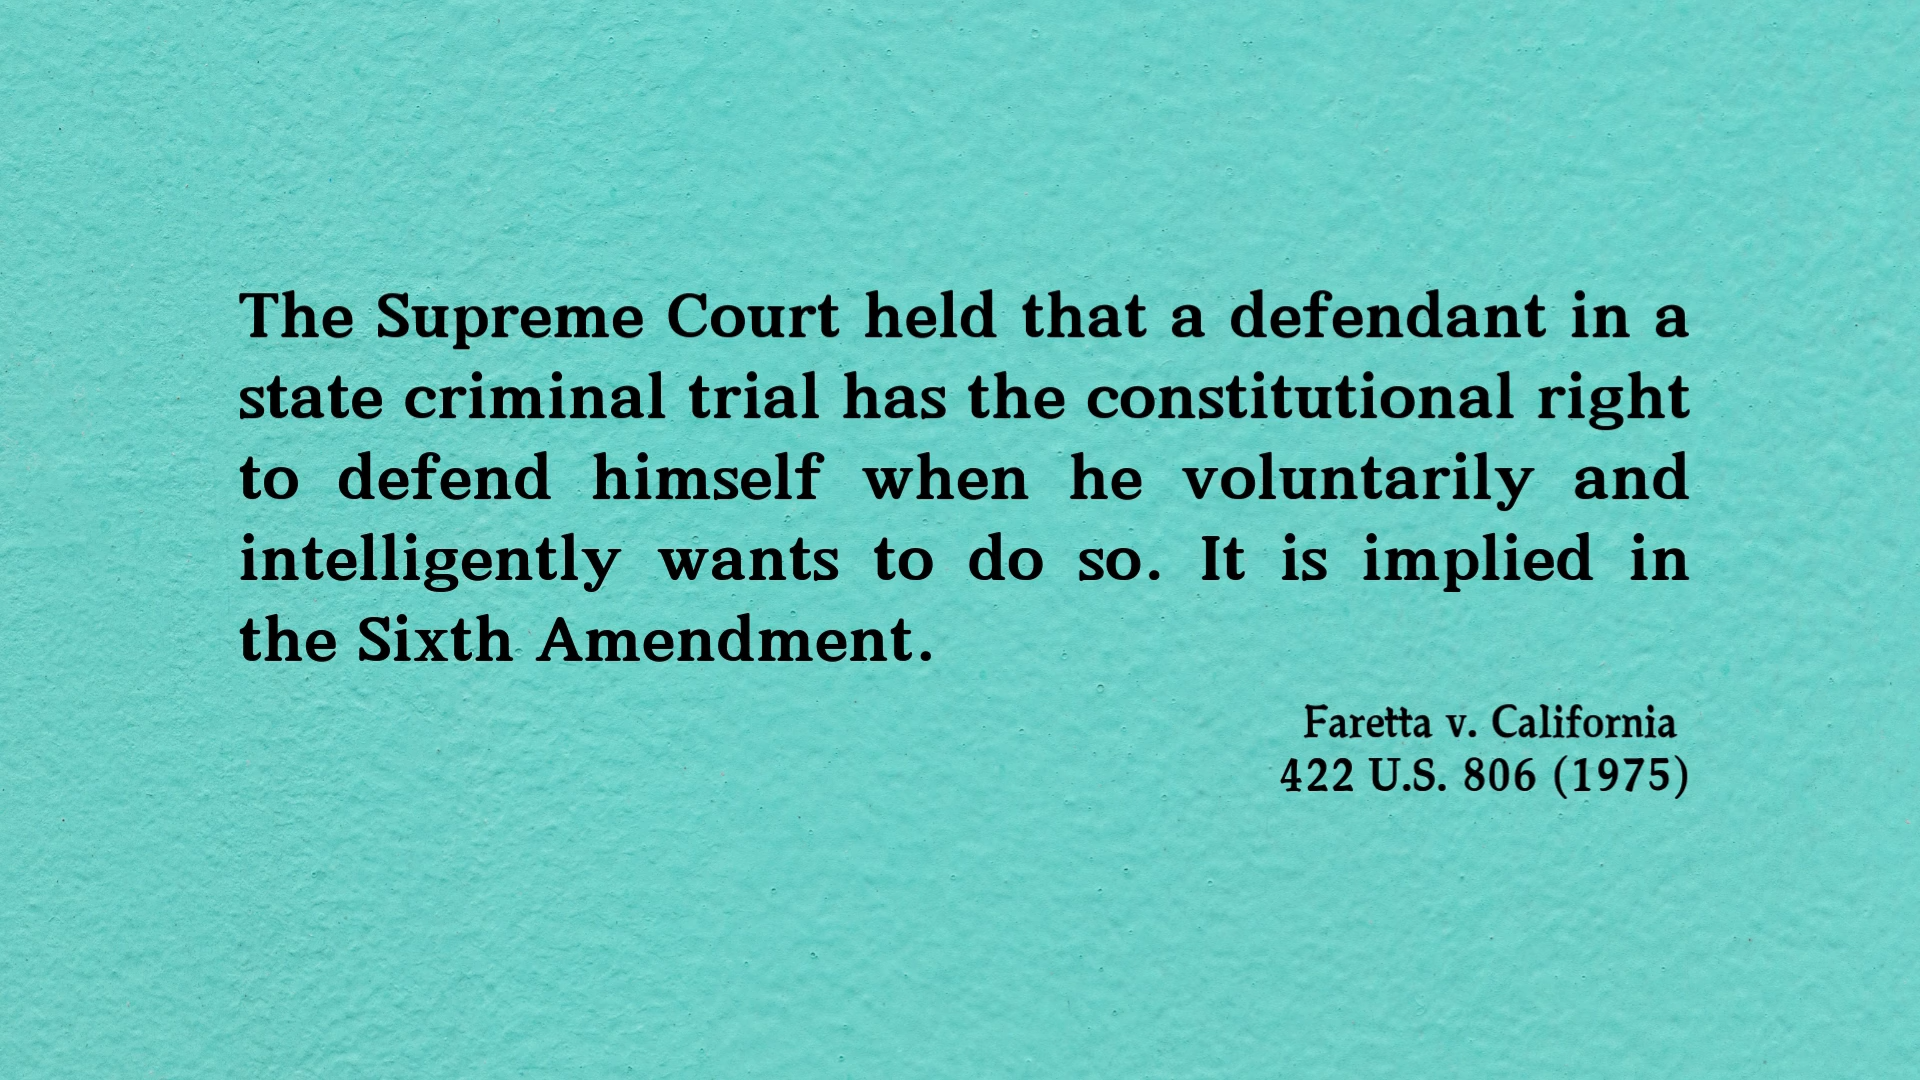 The Supreme Court held that a defendant in a
state criminal trial has the constitutional right
to defend himself when he voluntarily and
intelligently wants to do so. It is implied in
the Sixth Amendment.
Faretta v. California
422 U.S. 806 (1975)